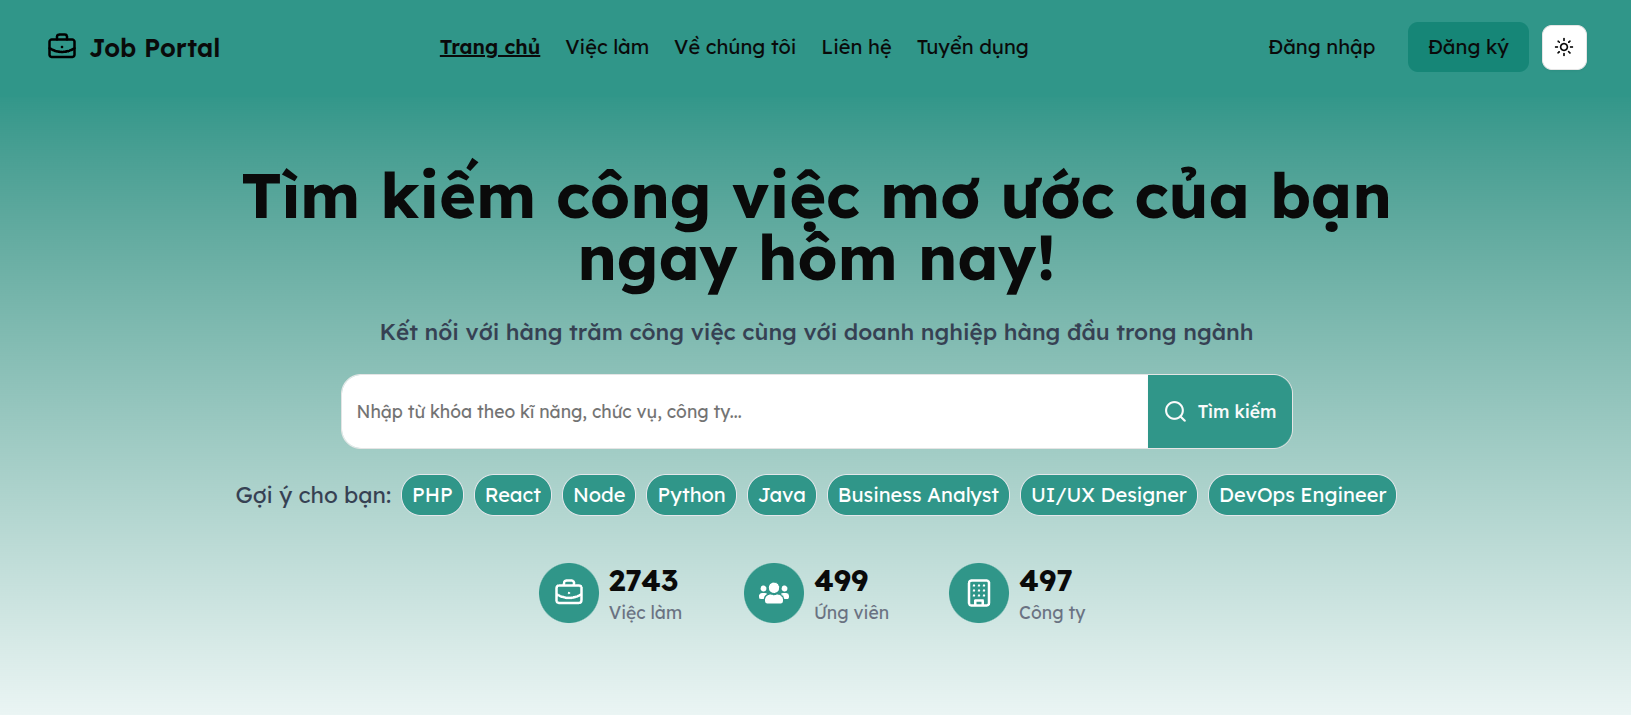 Job Portal
Trang chủ Việc làm Về chúng tôi Liên hệ Tuyển dụng
Đăng nhập Đăng ký
Tìm kiếm công việc mơ ước của bạn
ngay hôm nay!
Kết nối với hàng trăm công việc cùng với doanh nghiệp hàng đầu trong ngành
Nhập từ khóa theo kĩ năng, chức vụ, công ty...
Tìm kiếm
Gợi ý cho bạn: PHP React Node Python Java Business Analyst UI/UX Designer DevOps Engineer
2743
Việc làm
499
Ứng viên
497
Công ty